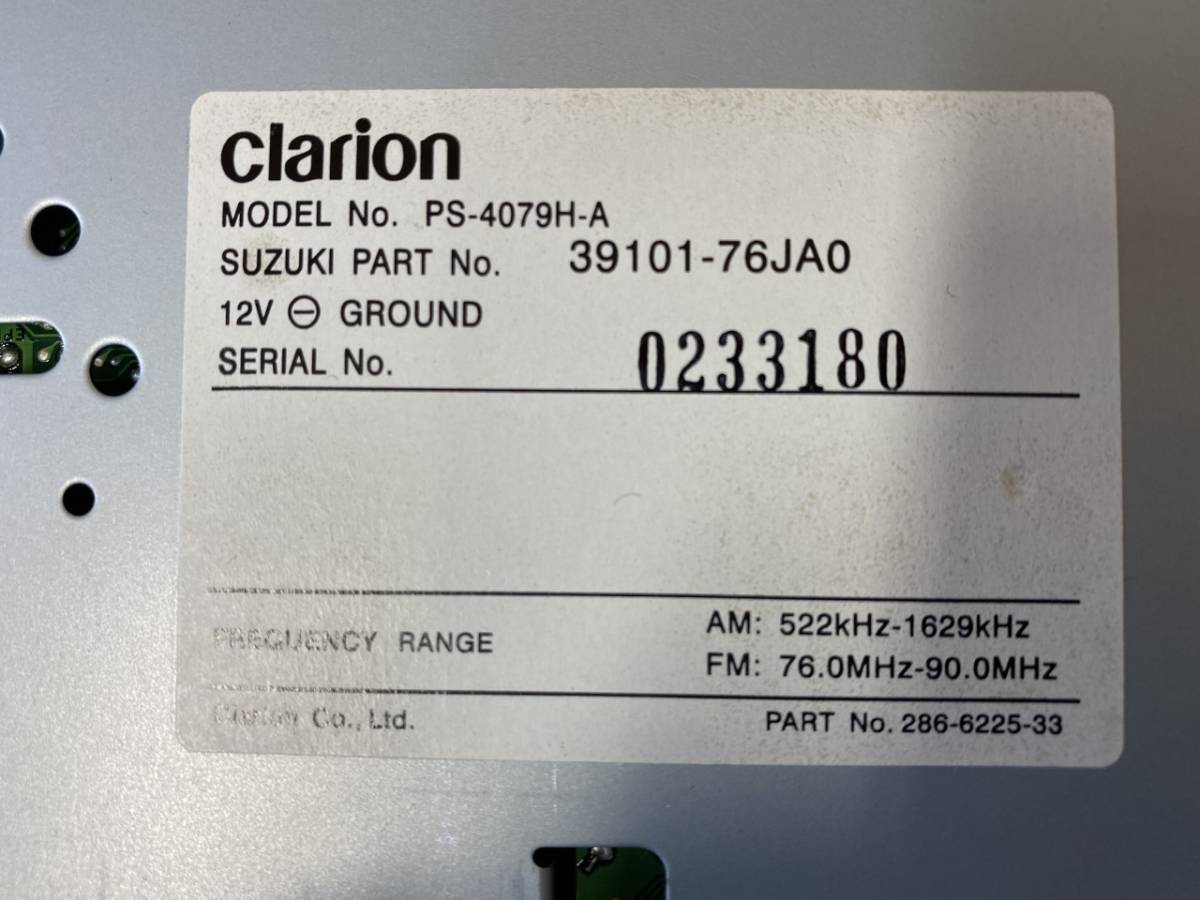 clarion
MODEL No. PS-4079H-A
SUZUKI PART No. 39101-76JA0
12V ⊖ GROUND
SERIAL No. 0233180
FREQUENCY RANGE
AM: 522kHz-1629kHz
FM: 76.0MHz-90.0MHz
Clarion Co., Ltd.
PART No. 286-6225-33